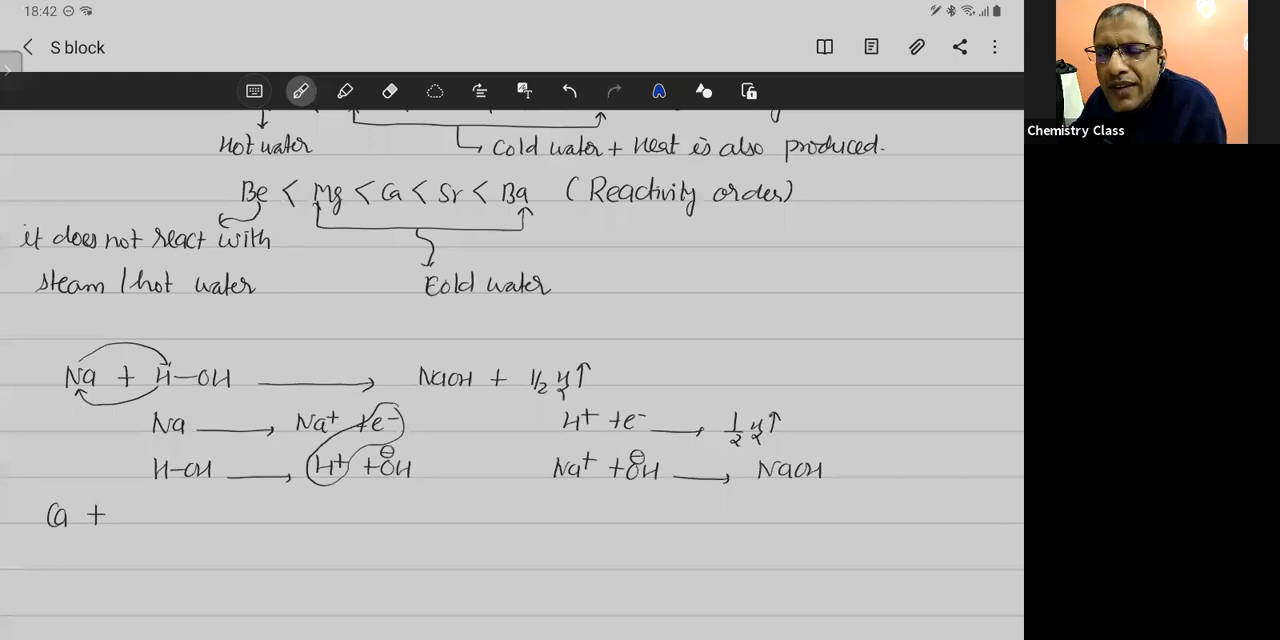 18:42
S block
Chemistry Class
Hot water
Cold water + Heat is also produced.
Be < Mg < Ca < Sr < Ba (Reactivity order)
it does not react with
steam / hot water
Cold water
Na + H-OH → NaOH + 1/2 H2↑
Na → Na+ + e-
H+ + e- → 1/2 H2↑
H-OH → H+ + ⊖OH
Na+ + ⊖OH → NaOH
Ca +